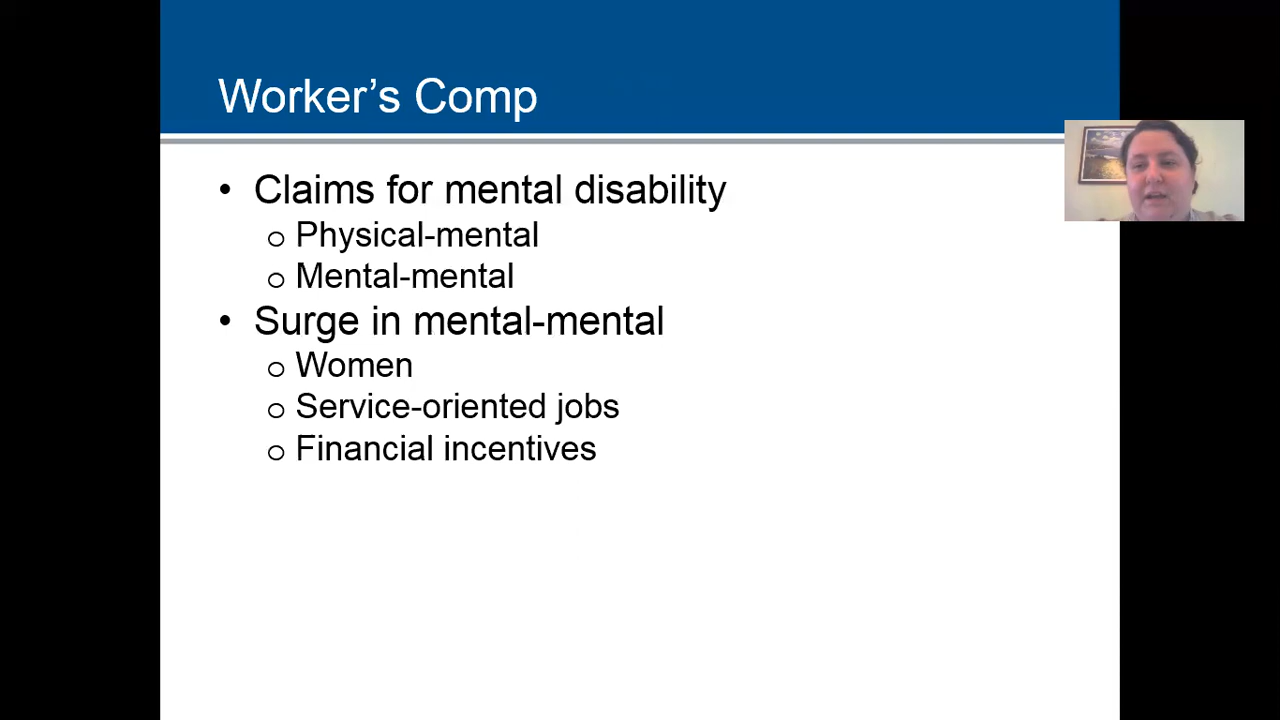 Worker’s Comp
• Claims for mental disability
o Physical-mental
o Mental-mental
• Surge in mental-mental
o Women
o Service-oriented jobs
o Financial incentives